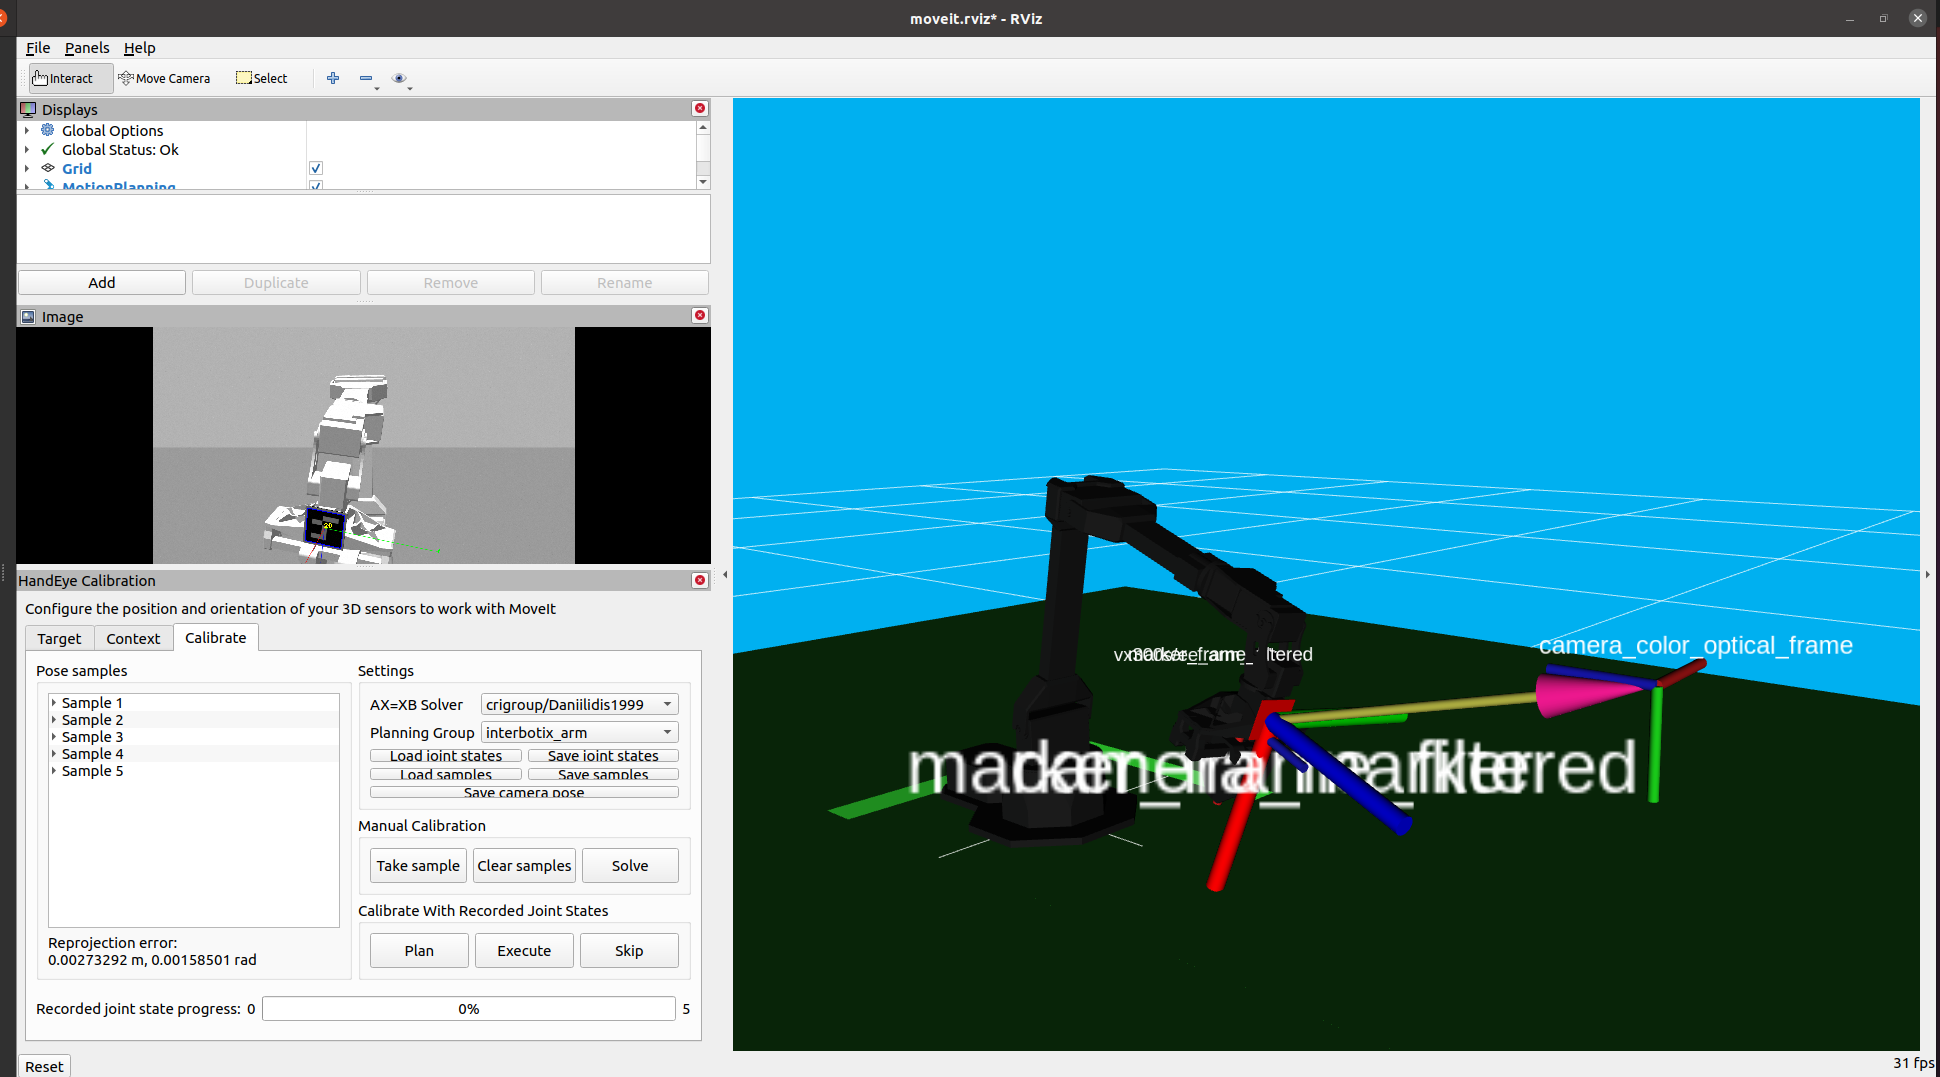 moveit.rviz* - RViz
File Panels Help
Interact Move Camera Select
Displays
Global Options
Global Status: Ok
Grid
MotionPlanning
Add Duplicate Remove Rename
Image
20
HandEye Calibration
Configure the position and orientation of your 3D sensors to work with MoveIt
Target Context Calibrate
Pose samples
Sample 1
Sample 2
Sample 3
Sample 4
Sample 5
Reprojection error:
0.00273292 m, 0.00158501 rad
Settings
AX=XB Solver crigroup/Daniilidis1999
Planning Group interbotix_arm
Load joint states Save joint states
Load samples Save samples
Save camera pose
Manual Calibration
Take sample Clear samples Solve
Calibrate With Recorded Joint States
Plan Execute Skip
Recorded joint state progress: 0 0% 5
Reset
camera_color_optical_frame
31 fps